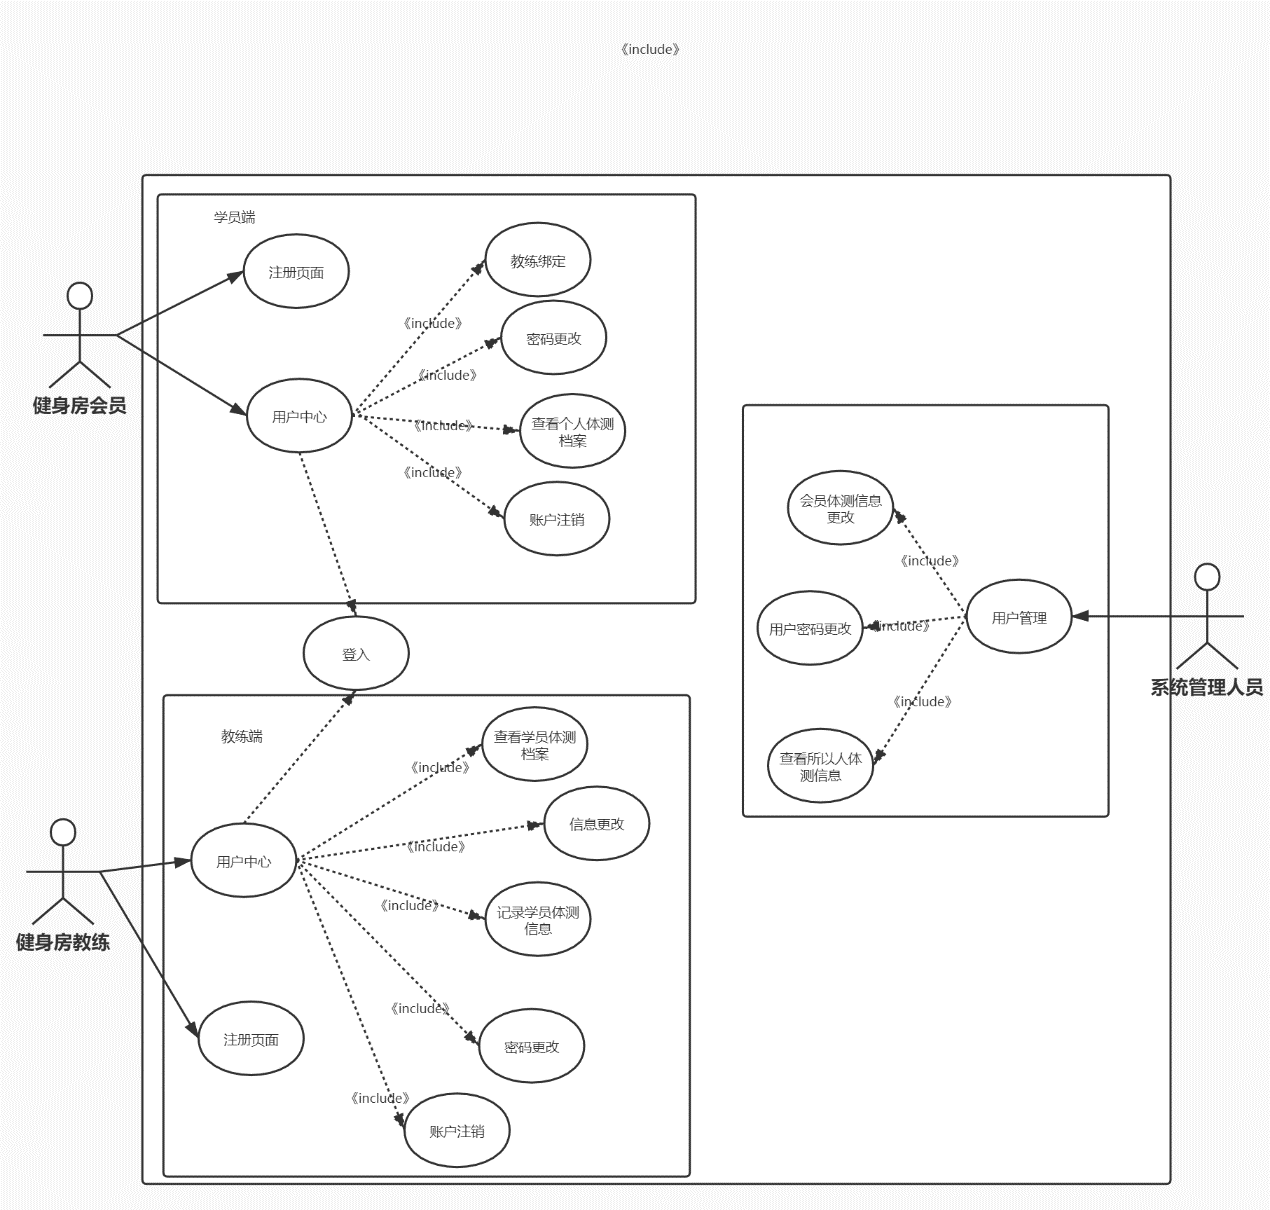 《include》
学员端
注册页面
教练绑定
《include》
密码更改
健身房会员
《include》
用户中心
《include》
查看个人体测
档案
《include》
账户注销
登入
会员体测信息
更改
《include》
用户管理
用户密码更改
《include》
系统管理人员
《include》
查看所以人体
测信息
教练端
查看学员体测
档案
《include》
信息更改
《include》
用户中心
健身房教练
《include》
记录学员体测
信息
《include》
注册页面
密码更改
《include》
账户注销